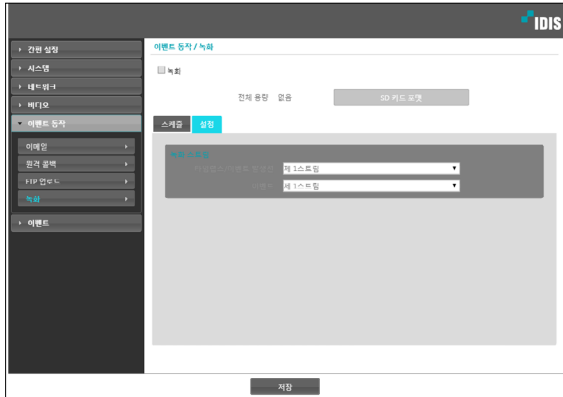 IDIS
간편 설정
시스템
네트워크
비디오
이벤트 동작
이메일
원격 콜백
FTP 업로드
녹화
이벤트
이벤트 동작 / 녹화
녹화
전체 용량 없음 SD 카드 포맷
스케줄 설정
제 1스트림
이벤트 제 1스트림
저장